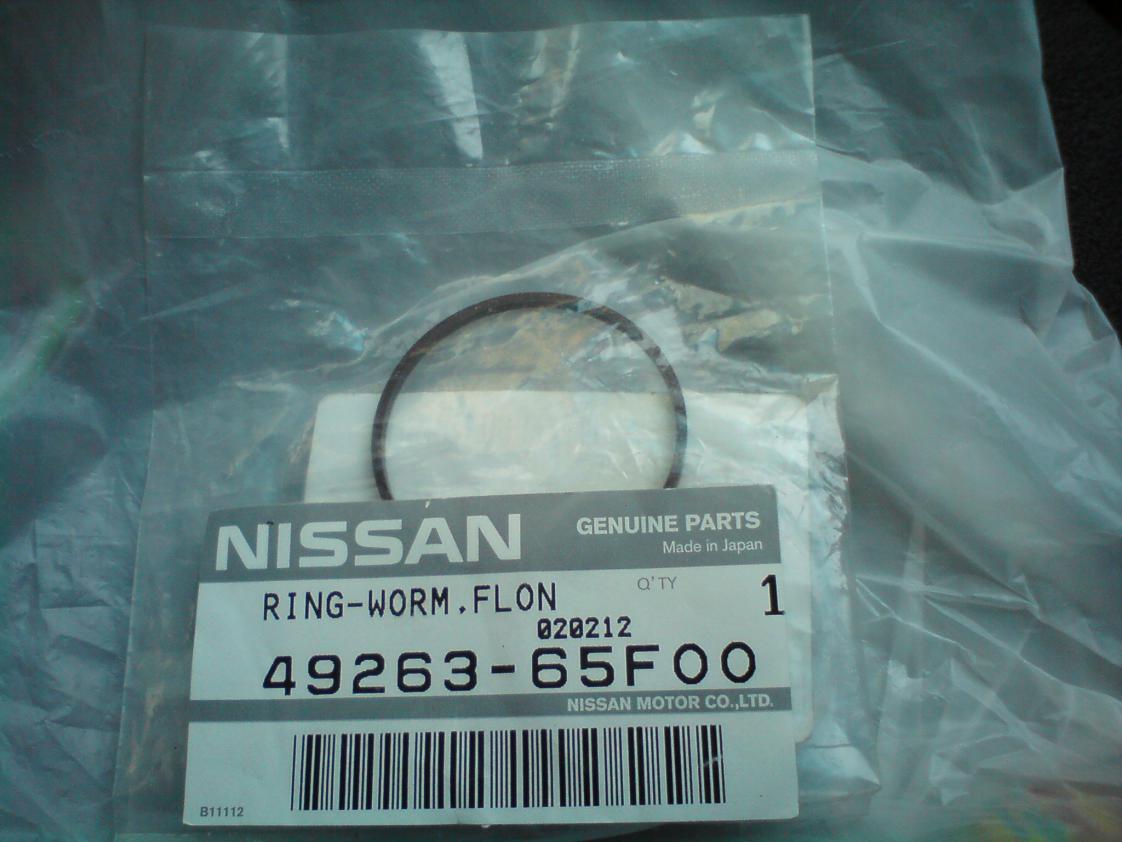 NISSAN
GENUINE PARTS
Made in Japan
RING-WORM.FLON
Q'TY
1
020212
49263-65F00
NISSAN MOTOR CO.,LTD.
B11112